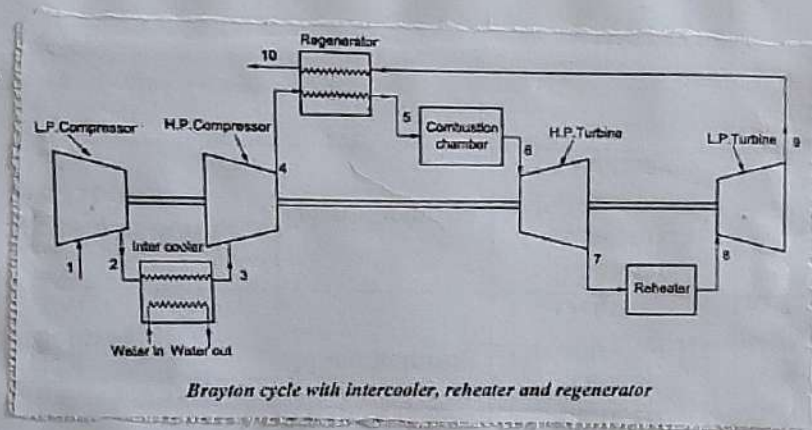 Regenerator
10
L.P.Compressor
H.P.Compressor
5
Combustion
chamber
6
H.P.Turbine
L.P.Turbine
9
4
Inter cooler
1
2
3
7
8
Reheater
Water in Water out
Brayton cycle with intercooler, reheater and regenerator